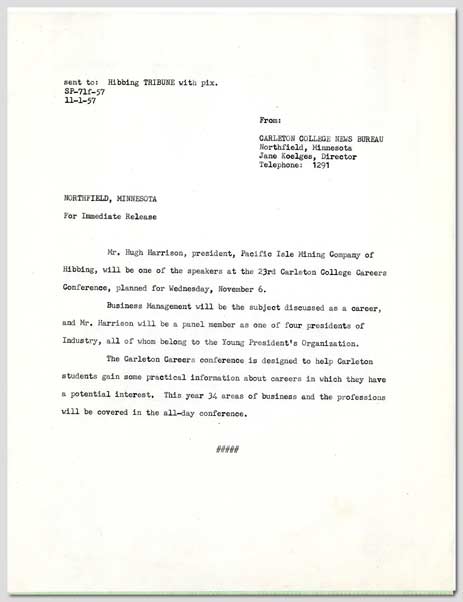 sent to: Hibbing TRIBUNE with pix.
SP-71f-57
11-1-57
From:
CARLETON COLLEGE NEWS BUREAU
Northfield, Minnesota
Jane Koelges, Director
Telephone: 1291
NORTHFIELD, MINNESOTA
For Immediate Release
Mr. Hugh Harrison, president, Pacific Isle Mining Company of
Hibbing, will be one of the speakers at the 23rd Carleton College Careers
Conference, planned for Wednesday, November 6.
Business Management will be the subject discussed as a career,
and Mr. Harrison will be a panel member as one of four presidents of
Industry, all of whom belong to the Young President's Organization.
The Carleton Careers conference is designed to help Carleton
students gain some practical information about careers in which they have
a potential interest. This year 34 areas of business and the professions
will be covered in the all-day conference.
#####